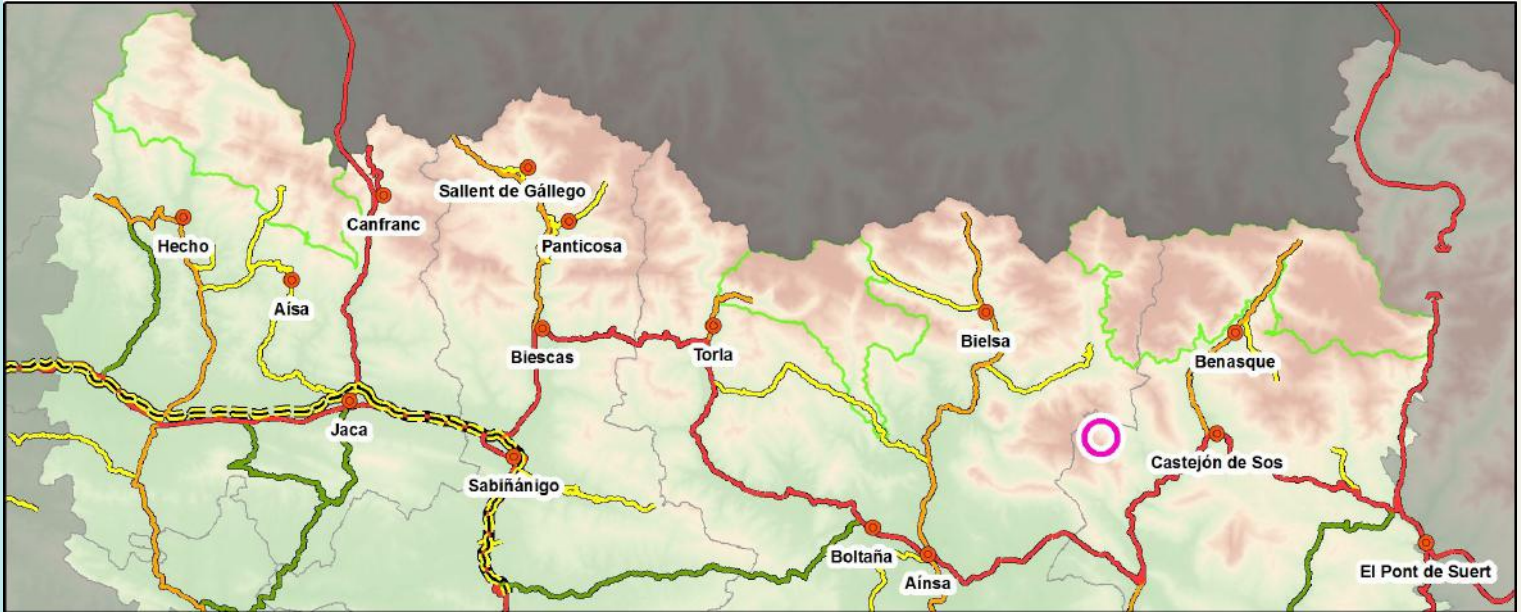 Sallent de Gállego
Canfranc
Hecho
Panticosa
Aísa
Bielsa
Biescas
Torla
Benasque
Jaca
Castejón de Sos
Sabiñánigo
Boltaña
El Pont de Suert
Aínsa